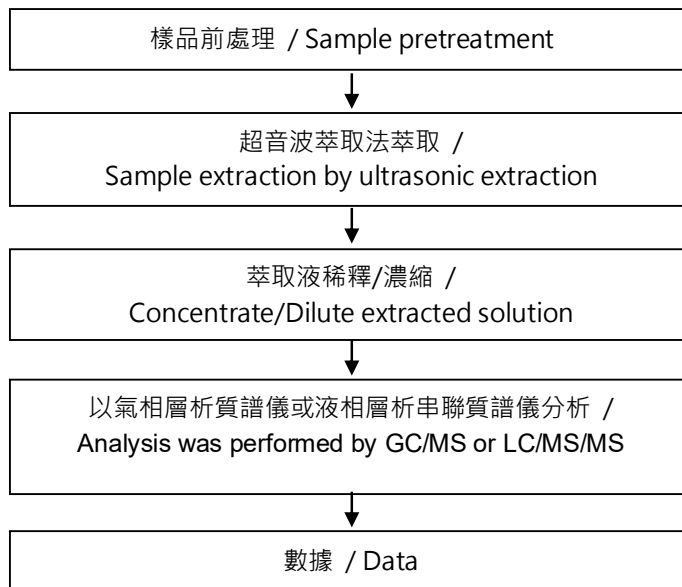 樣品前處理 / Sample pretreatment
超音波萃取法萃取 /
Sample extraction by ultrasonic extraction
萃取液稀釋/濃縮 /
Concentrate/Dilute extracted solution
以氣相層析質譜儀或液相層析串聯質譜儀分析 /
Analysis was performed by GC/MS or LC/MS/MS
數據 / Data